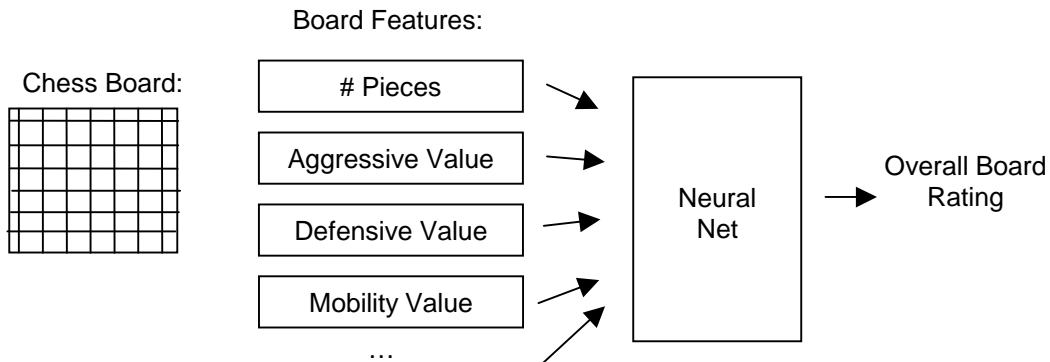 Board Features:
Chess Board:
# Pieces
Aggressive Value
Defensive Value
Mobility Value
…
Neural
Net
Overall Board
Rating